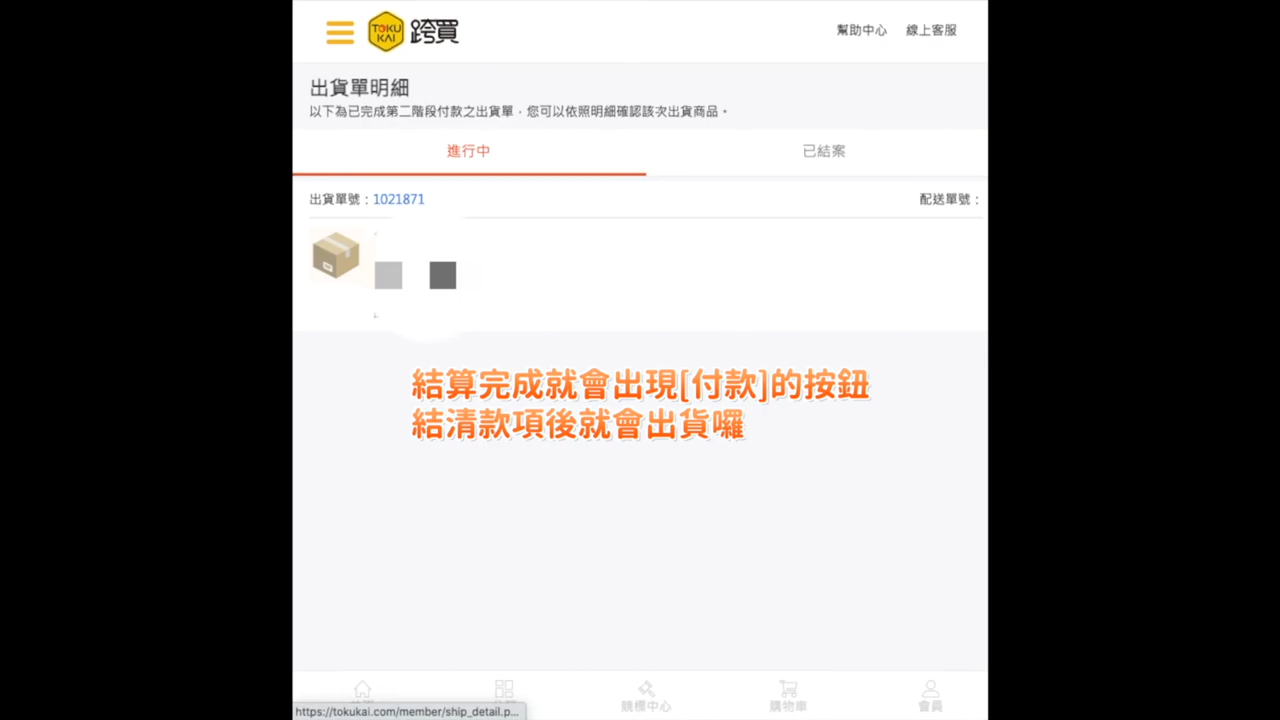 TOKU
KAI
跨買
幫助中心
線上客服
出貨單明細
以下為已完成第二階段付款之出貨單，您可以依照明細確認該次出貨商品。
進行中
已結案
出貨單號：1021871
配送單號：
結算完成就會出現[付款]的按鈕
結清款項後就會出貨囉
競標中心
購物車
會員
https://tokukai.com/member/ship_detail.p...